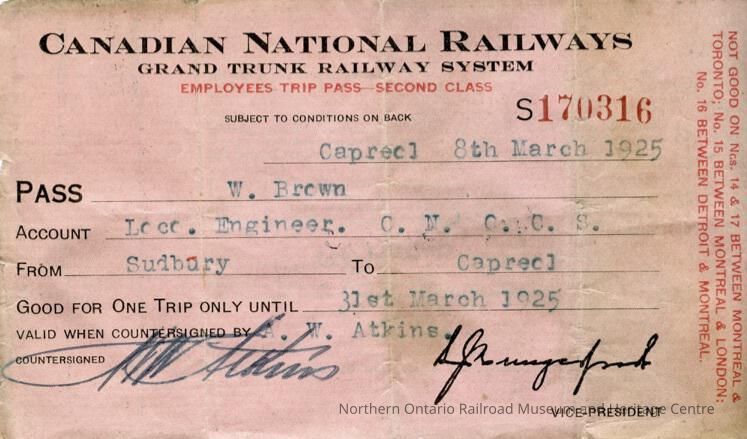 CANADIAN NATIONAL RAILWAYS
GRAND TRUNK RAILWAY SYSTEM
EMPLOYEES TRIP PASS—SECOND CLASS
SUBJECT TO CONDITIONS ON BACK
S170316
Capreol 8th March 1925
PASS W. Brown
ACCOUNT Loco. Engineer. C. N. O. C. S.
FROM Sudbury TO Capreol
GOOD FOR ONE TRIP ONLY UNTIL 31st March 1925
VALID WHEN COUNTERSIGNED BY A. W. Atkins.
COUNTERSIGNED AW Atkins
VICE-PRESIDENT
Northern Ontario Railroad Museum and Heritage Centre
NOT GOOD ON Nos. 14 & 17 BETWEEN MONTREAL &
TORONTO; No. 15 BETWEEN MONTREAL & LONDON;
No. 16 BETWEEN DETROIT & MONTREAL.